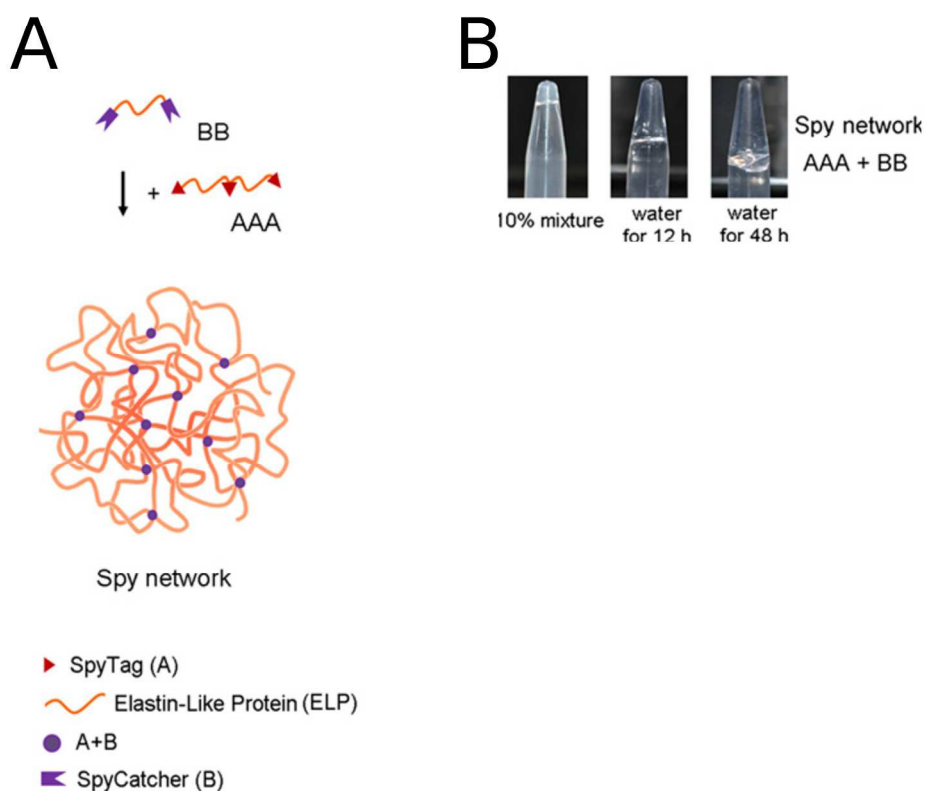 A
BB
+
AAA
Spy network
SpyTag (A)
Elastin-Like Protein (ELP)
A+B
SpyCatcher (B)
B
10% mixture
water
for 12 h
water
for 48 h
Spy network
AAA + BB